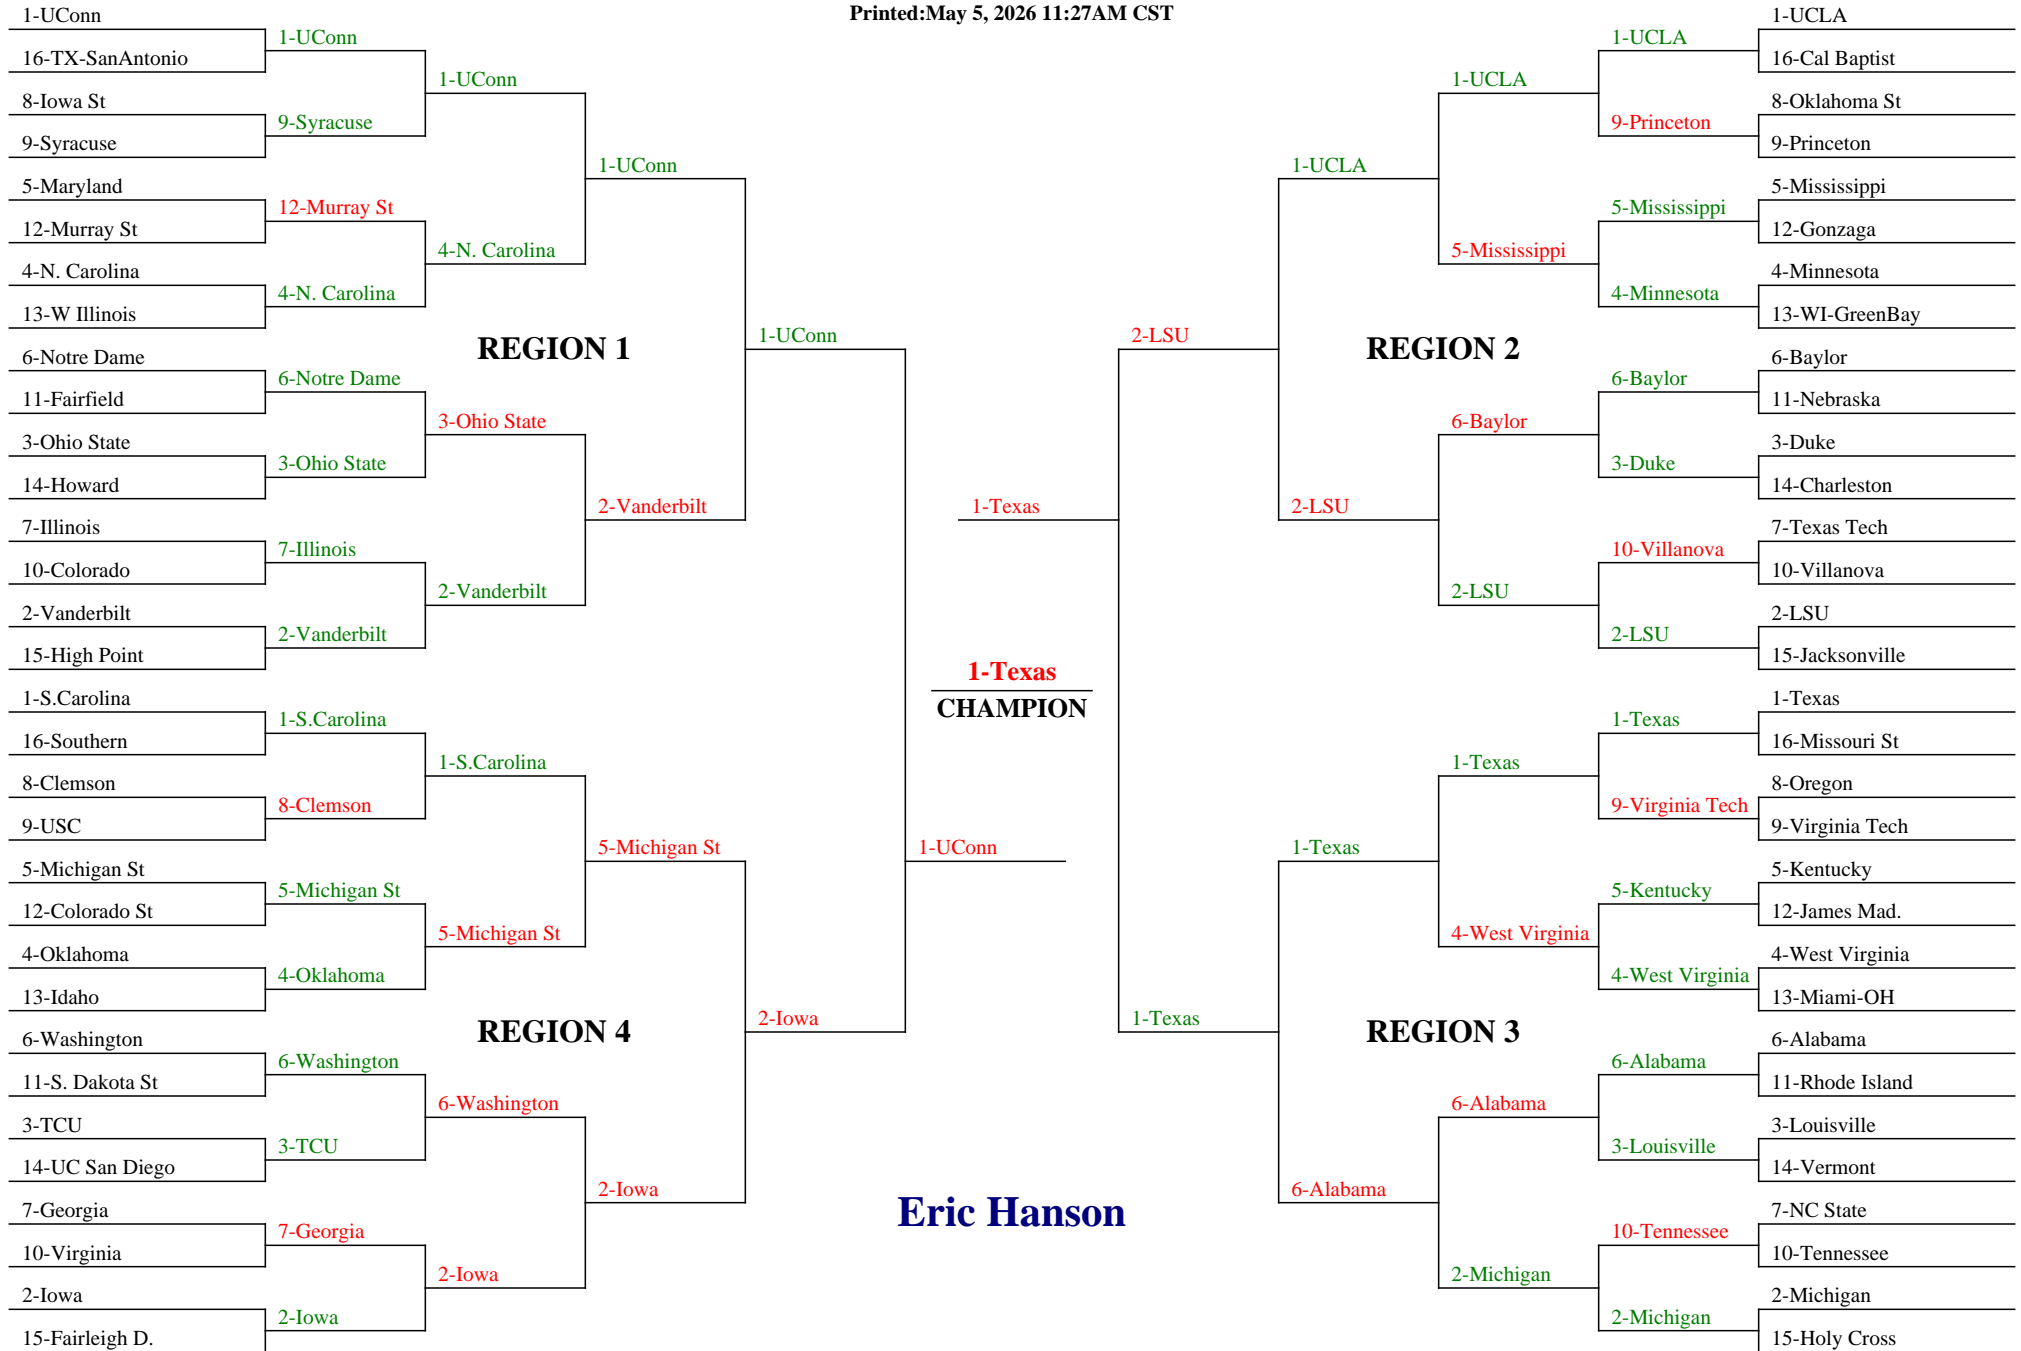 Printed:May 5, 2026 11:27AM CST
1-UConn
16-TX-SanAntonio
8-Iowa St
9-Syracuse
5-Maryland
12-Murray St
4-N. Carolina
13-W Illinois
6-Notre Dame
11-Fairfield
3-Ohio State
14-Howard
7-Illinois
10-Colorado
2-Vanderbilt
15-High Point
1-S.Carolina
16-Southern
8-Clemson
9-USC
5-Michigan St
12-Colorado St
4-Oklahoma
13-Idaho
6-Washington
11-S. Dakota St
3-TCU
14-UC San Diego
7-Georgia
10-Virginia
2-Iowa
15-Fairleigh D.
1-UConn
9-Syracuse
12-Murray St
4-N. Carolina
6-Notre Dame
3-Ohio State
7-Illinois
2-Vanderbilt
1-S.Carolina
8-Clemson
5-Michigan St
4-Oklahoma
6-Washington
3-TCU
7-Georgia
2-Iowa
1-UConn
4-N. Carolina
3-Ohio State
2-Vanderbilt
1-S.Carolina
5-Michigan St
6-Washington
2-Iowa
REGION 1
REGION 4
1-UConn
2-Vanderbilt
5-Michigan St
2-Iowa
1-UConn
2-Iowa
1-UConn
1-Texas
1-Texas
CHAMPION
Eric Hanson
2-LSU
1-Texas
1-UCLA
2-LSU
1-Texas
6-Alabama
REGION 2
REGION 3
1-UCLA
5-Mississippi
6-Baylor
2-LSU
1-Texas
4-West Virginia
6-Alabama
2-Michigan
1-UCLA
9-Princeton
5-Mississippi
4-Minnesota
6-Baylor
3-Duke
10-Villanova
2-LSU
1-Texas
9-Virginia Tech
5-Kentucky
4-West Virginia
6-Alabama
3-Louisville
10-Tennessee
2-Michigan
1-UCLA
16-Cal Baptist
8-Oklahoma St
9-Princeton
5-Mississippi
12-Gonzaga
4-Minnesota
13-WI-GreenBay
6-Baylor
11-Nebraska
3-Duke
14-Charleston
7-Texas Tech
10-Villanova
2-LSU
15-Jacksonville
1-Texas
16-Missouri St
8-Oregon
9-Virginia Tech
5-Kentucky
12-James Mad.
4-West Virginia
13-Miami-OH
6-Alabama
11-Rhode Island
3-Louisville
14-Vermont
7-NC State
10-Tennessee
2-Michigan
15-Holy Cross